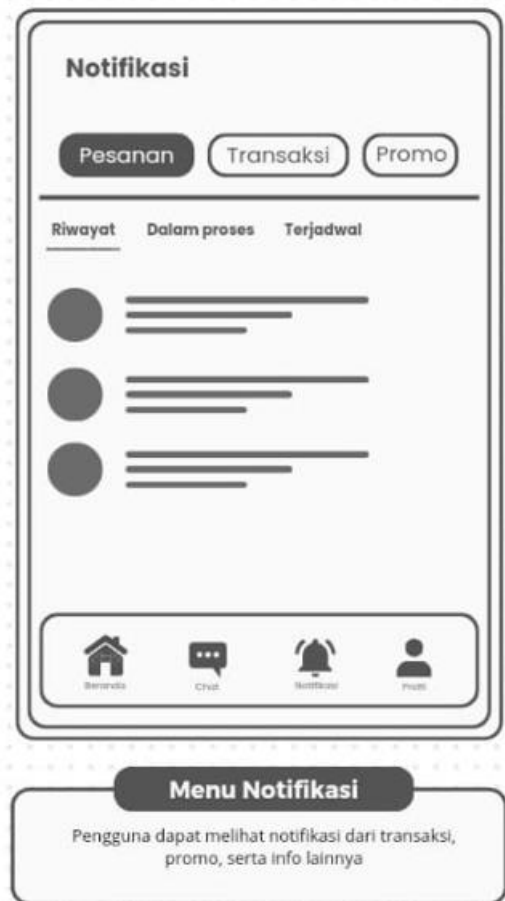 Notifikasi
Pesanan Transaksi Promo
Riwayat Dalam proses Terjadwal
Beranda Chat Notifikasi Profil
Menu Notifikasi
Pengguna dapat melihat notifikasi dari transaksi,
promo, serta info lainnya